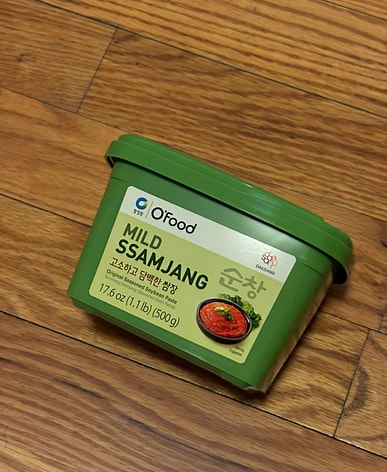 청정원
O'Food
DAESANG
MILD
SSAMJANG
고소하고 담백한 쌈장
순창
Original Seasoned Soybean Paste
17.6 oz (1.1 lb) (500 g)